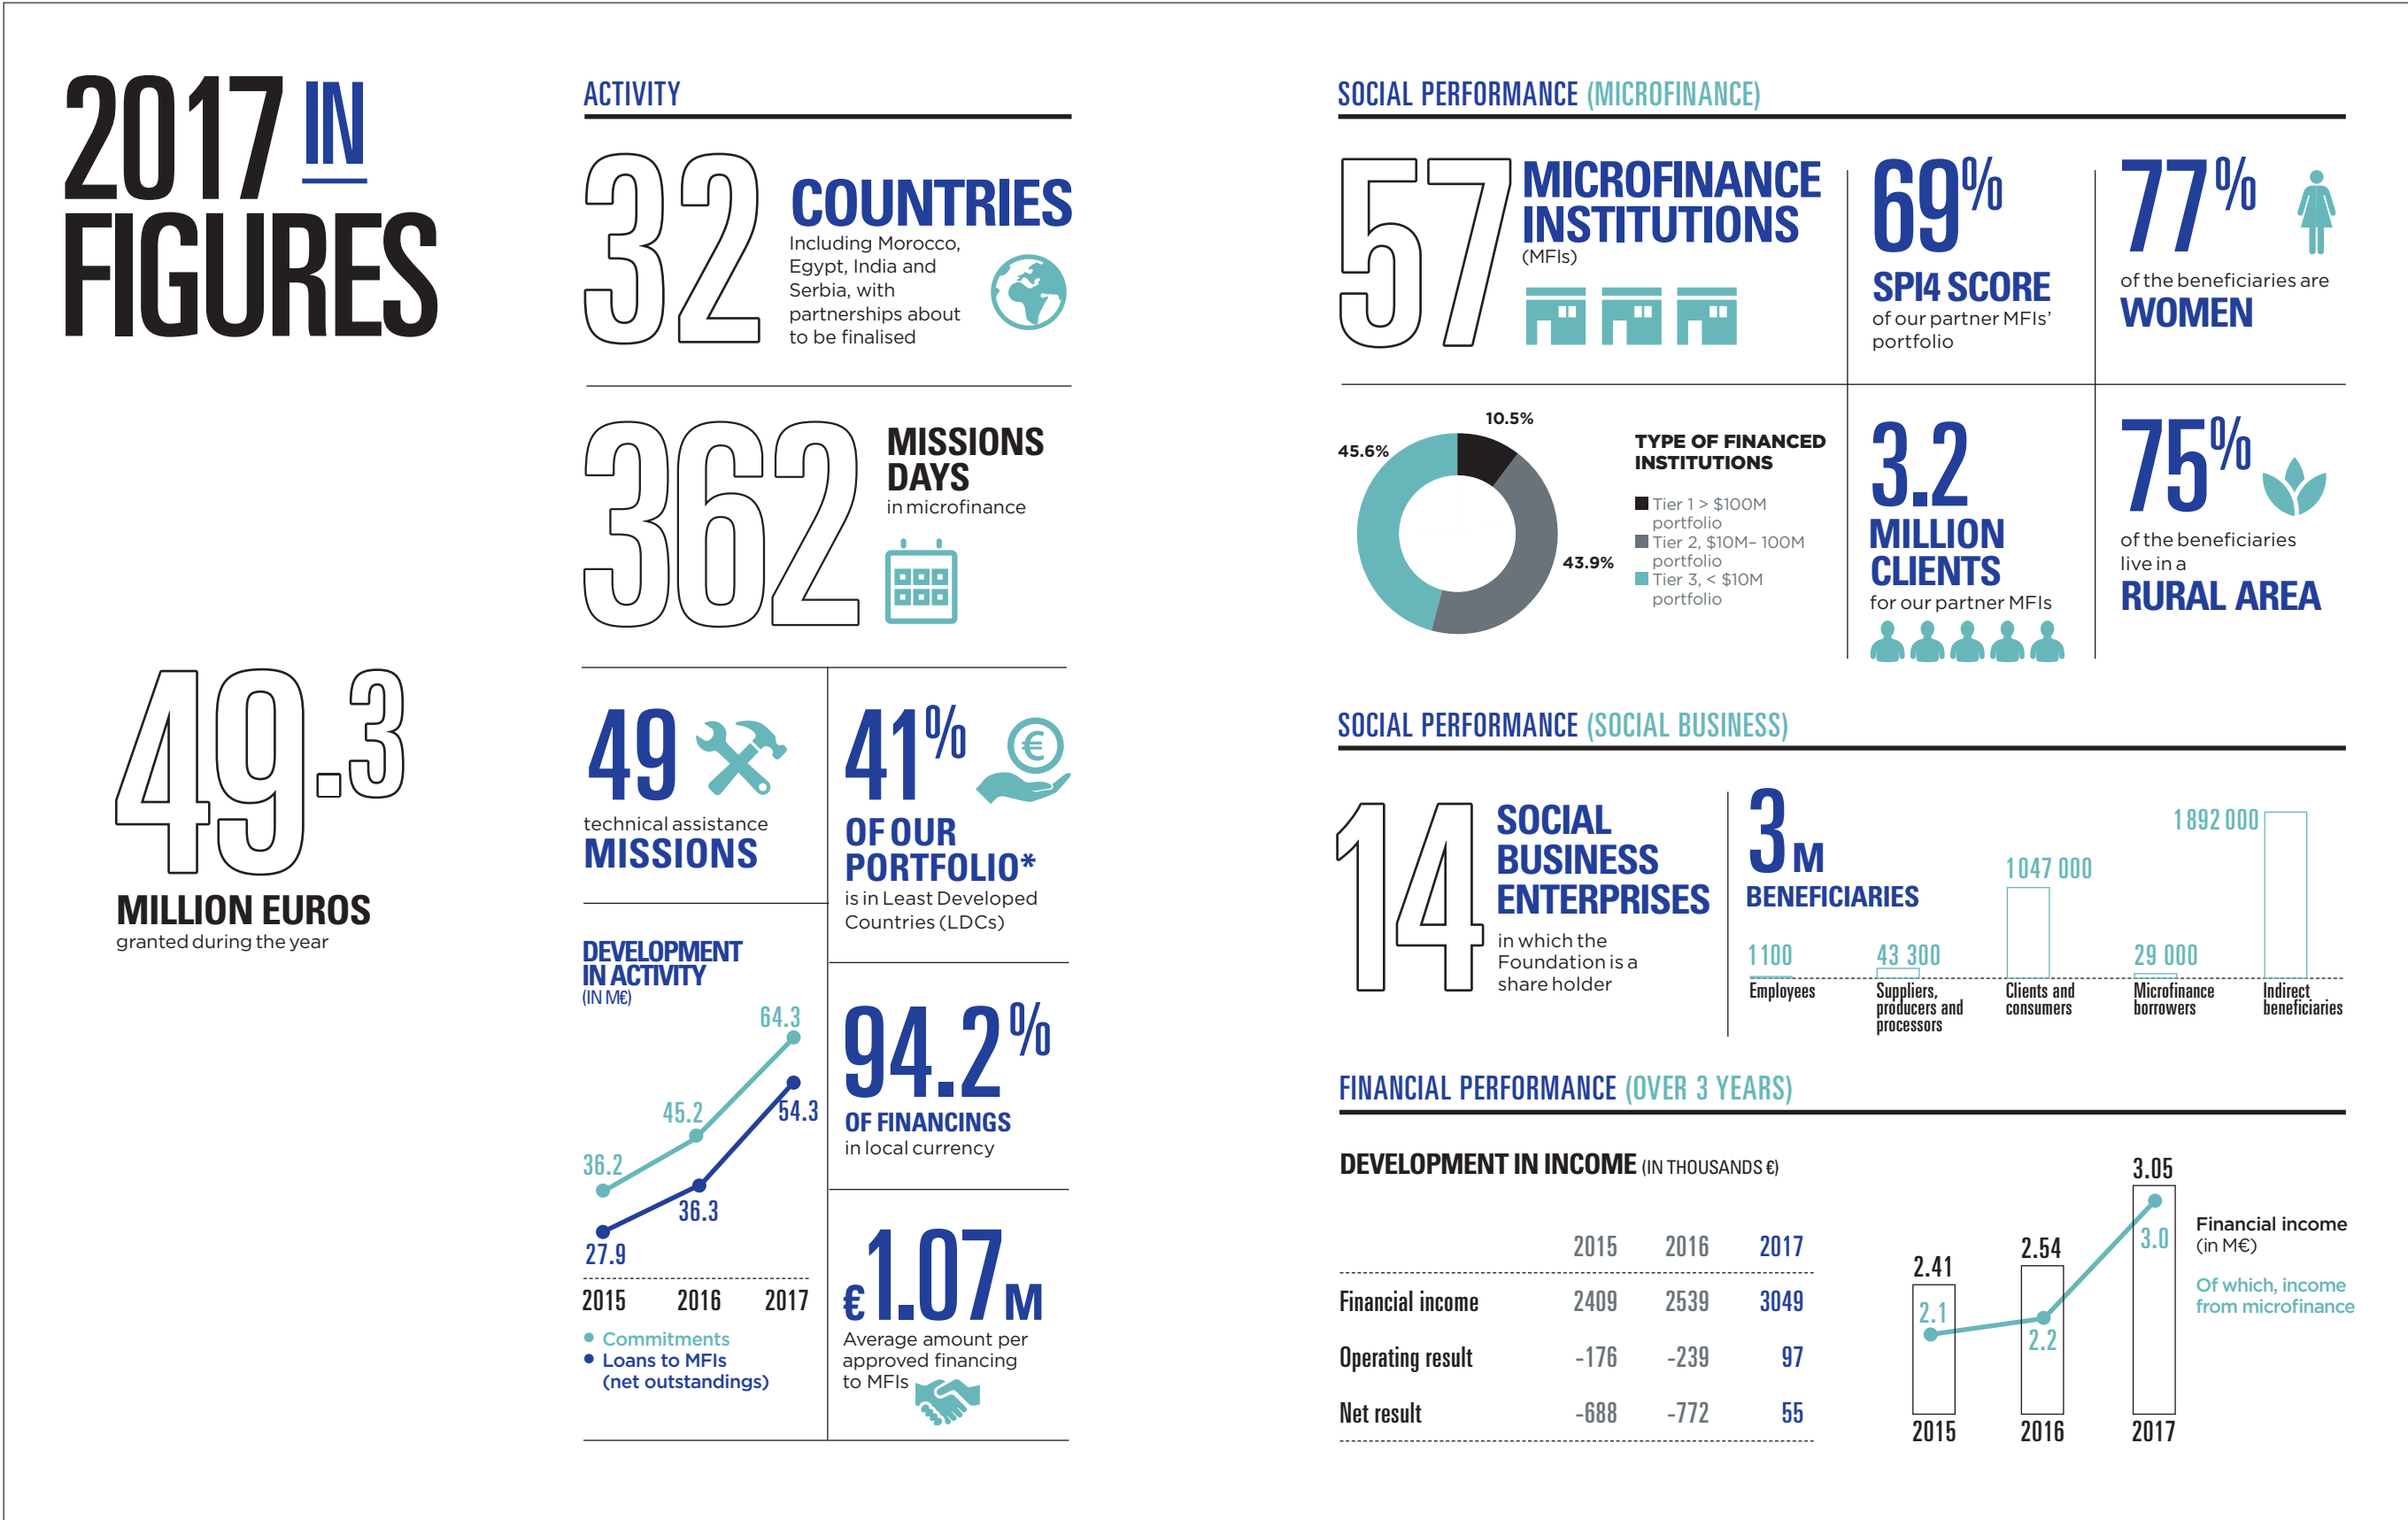 2017 IN
FIGURES
49.3
MILLION EUROS
granted during the year
ACTIVITY
32
COUNTRIES
Including Morocco,
Egypt, India and
Serbia, with
partnerships about
to be finalised
362
MISSIONS
DAYS
in microfinance
49
technical assistance
MISSIONS
41%
OF OUR
PORTFOLIO*
is in Least Developed
Countries (LDCs)
DEVELOPMENT
IN ACTIVITY
(IN M€)
64.3
45.2
54.3
36.2
36.3
27.9
2015 2016 2017
Commitments
Loans to MFIs
(net outstandings)
94.2%
OF FINANCINGS
in local currency
€1.07M
Average amount per
approved financing
to MFIs
SOCIAL PERFORMANCE (MICROFINANCE)
57
MICROFINANCE
INSTITUTIONS
(MFIs)
69%
SPI4 SCORE
of our partner MFIs'
portfolio
77%
of the beneficiaries are
WOMEN
10.5%
45.6%
43.9%
TYPE OF FINANCED
INSTITUTIONS
Tier 1 > $100M
portfolio
Tier 2, $10M– 100M
portfolio
Tier 3, < $10M
portfolio
3.2
MILLION
CLIENTS
for our partner MFIs
75%
of the beneficiaries
live in a
RURAL AREA
SOCIAL PERFORMANCE (SOCIAL BUSINESS)
14
SOCIAL
BUSINESS
ENTERPRISES
in which the
Foundation is a
share holder
3M
BENEFICIARIES
1100
Employees
43 300
Suppliers,
producers and
processors
1 047 000
Clients and
consumers
29 000
Microfinance
borrowers
1 892 000
Indirect
beneficiaries
FINANCIAL PERFORMANCE (OVER 3 YEARS)
DEVELOPMENT IN INCOME (IN THOUSANDS €)
2015 2016 2017
Financial income 2409 2539 3049
Operating result -176 -239 97
Net result -688 -772 55
2.41
2.54
3.05
2.1
2.2
3.0
2015 2016 2017
Financial income
(in M€)
Of which, income
from microfinance